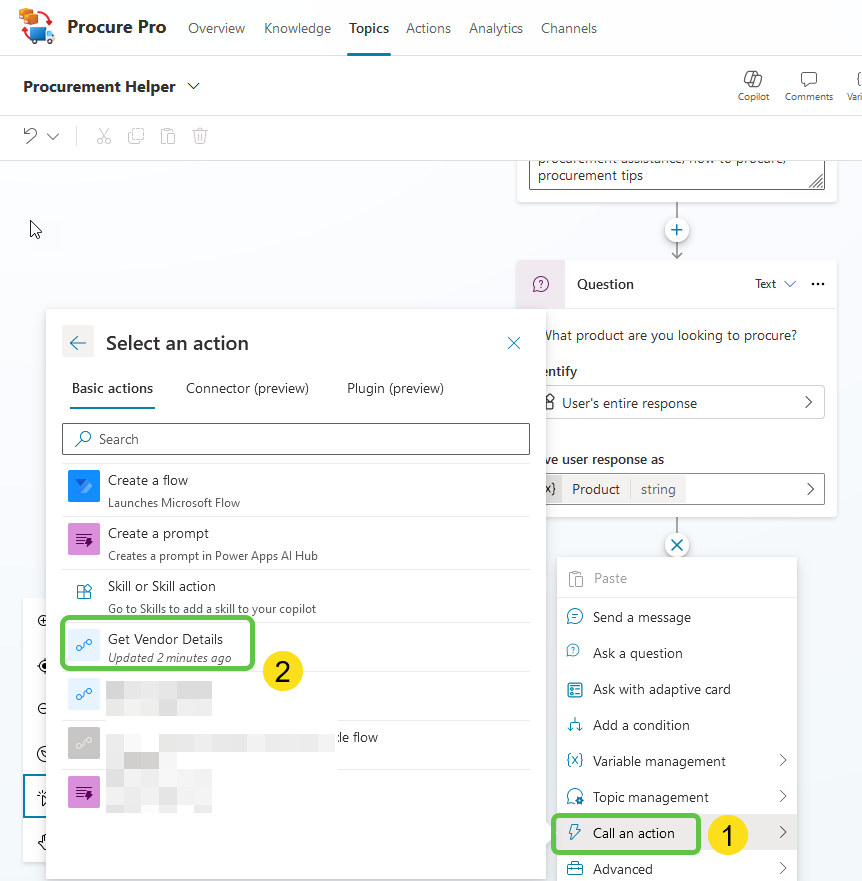 Procure Pro
Overview
Knowledge
Topics
Actions
Analytics
Channels
Procurement Helper
Copilot
Comments
procurement assistance, how to procure,
procurement tips
Question
Text
What product are you looking to procure?
entify
User's entire response
ve user response as
Product
string
Select an action
Basic actions
Connector (preview)
Plugin (preview)
Search
Create a flow
Launches Microsoft Flow
Create a prompt
Creates a prompt in Power Apps AI Hub
Skill or Skill action
Go to Skills to add a skill to your copilot
Get Vendor Details
Updated 2 minutes ago
2
flow
Paste
Send a message
Ask a question
Ask with adaptive card
Add a condition
Variable management
Topic management
Call an action
1
Advanced